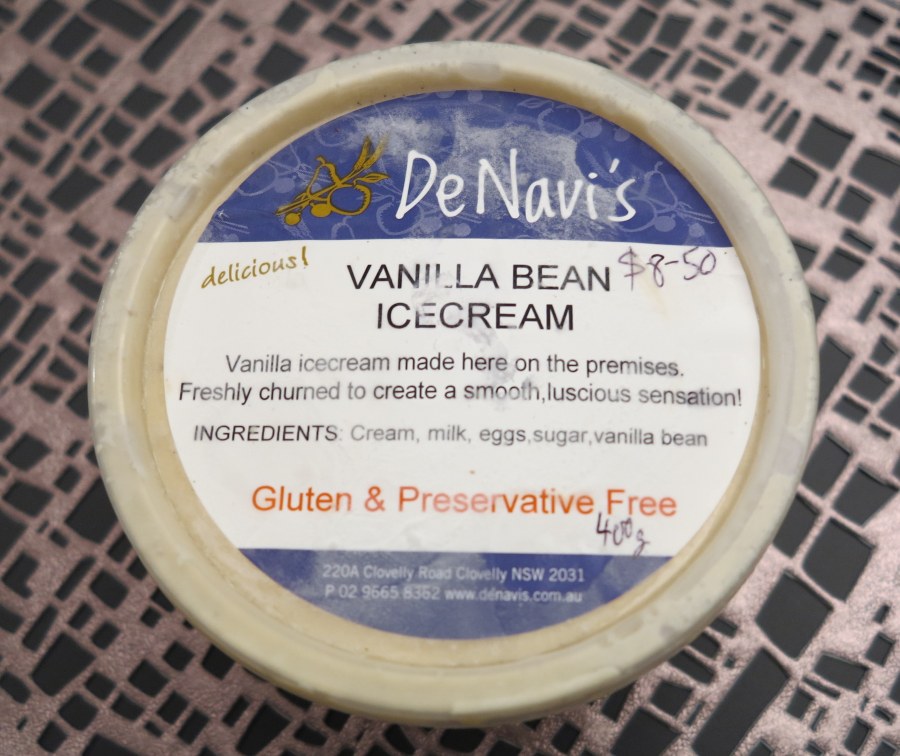 DeNavi's
delicious!
VANILLA BEAN $8-50
ICECREAM
Vanilla icecream made here on the premises.
Freshly churned to create a smooth,luscious sensation!
INGREDIENTS: Cream, milk, eggs,sugar,vanilla bean
Gluten & Preservative Free
400g
220A Clovelly Road Clovelly NSW 2031
P 02 9665 8362 www.denavis.com.au